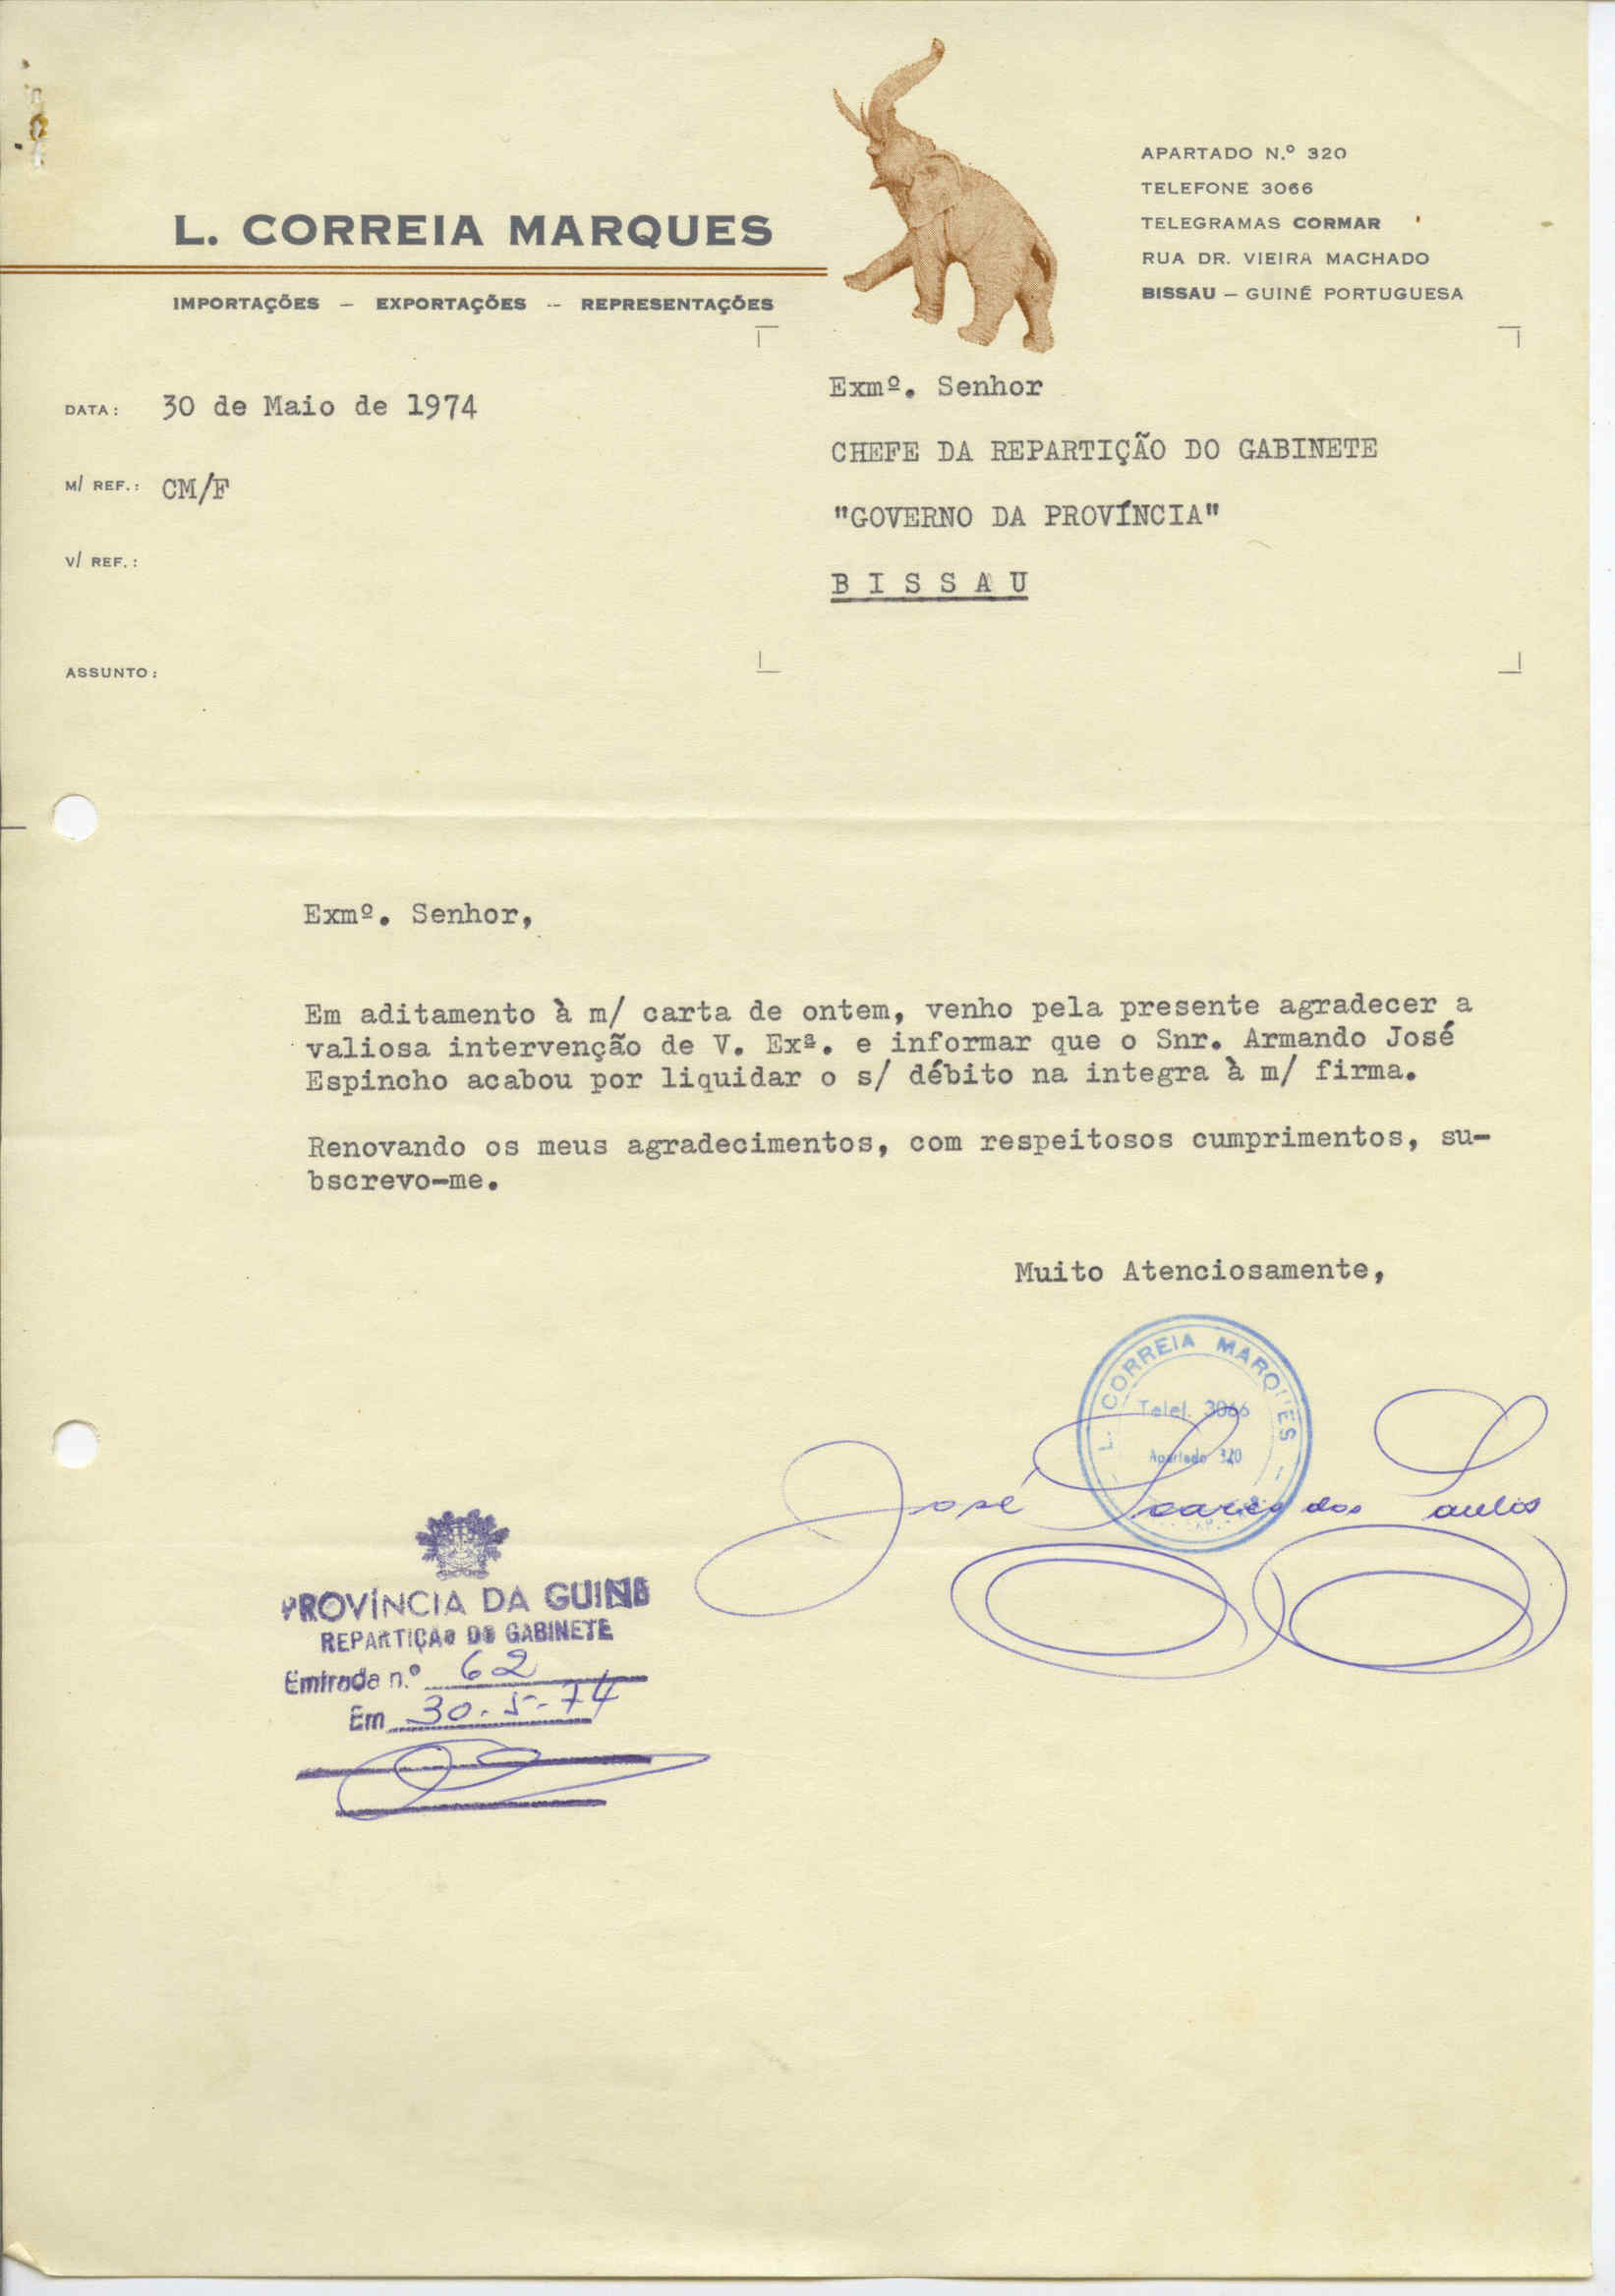 L. CORREIA MARQUES
IMPORTAÇÕES — EXPORTAÇÕES — REPRESENTAÇÕES
APARTADO N.º 320
TELEFONE 3066
TELEGRAMAS CORMAR
RUA DR. VIEIRA MACHADO
BISSAU — GUINÉ PORTUGUESA
DATA: 30 de Maio de 1974
M/ REF.: CM/F
V/ REF.:
ASSUNTO:
Exmº. Senhor
CHEFE DA REPARTIÇÃO DO GABINETE
"GOVERNO DA PROVÍNCIA"
B I S S A U
Exmº. Senhor,
Em aditamento à m/ carta de ontem, venho pela presente agradecer a
valiosa intervenção de V. Exª. e informar que o Snr. Armando José
Espincho acabou por liquidar o s/ débito na integra à m/ firma.
Renovando os meus agradecimentos, com respeitosos cumprimentos, su-
bscrevo-me.
Muito Atenciosamente,
L. CORREIA MARQUES
Telef. 3066
Apartado 320
José Soares dos
PROVÍNCIA DA GUINÉ
REPARTIÇÃO DO GABINETE
Entrada n.º 62
Em 30-5-74